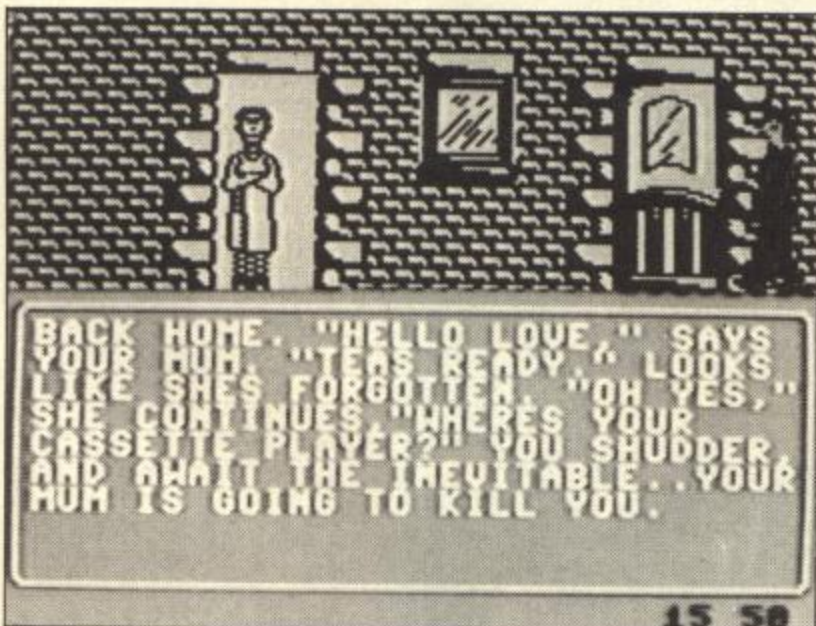 BACK HOME. "HELLO LOVE," SAYS
YOUR MUM. "TEAS READY." LOOKS
LIKE SHES FORGOTTEN. "OH YES,"
SHE CONTINUES,"WHERES YOUR
CASSETTE PLAYER?" YOU SHUDDER,
AND AWAIT THE INEVITABLE..YOUR
MUM IS GOING TO KILL YOU.
15 50